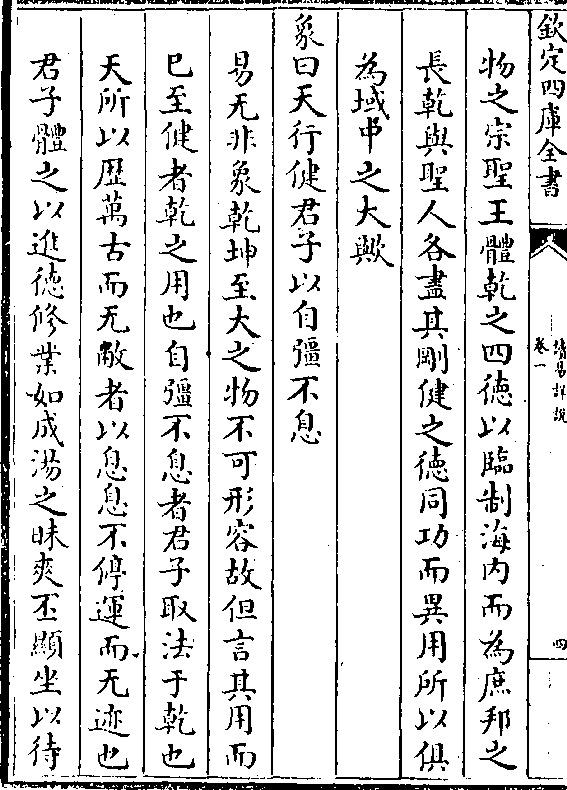 欽定四庫全書
讀易詳說
卷一
四
物之宗聖王體乾之四徳以臨制海内而為庶邦之
長乾與聖人各盡其剛健之徳同功而異用所以俱
為域中之大歟
象曰天行健君子以自彊不息
易无非象乾坤至大之物不可形容故但言其用而
已至健者乾之用也自彊不息者君子取法于乾也
天所以歴萬古而无敝者以息息不停運而无迹也
君子體之以進徳修業如成湯之昧爽丕顯坐以待